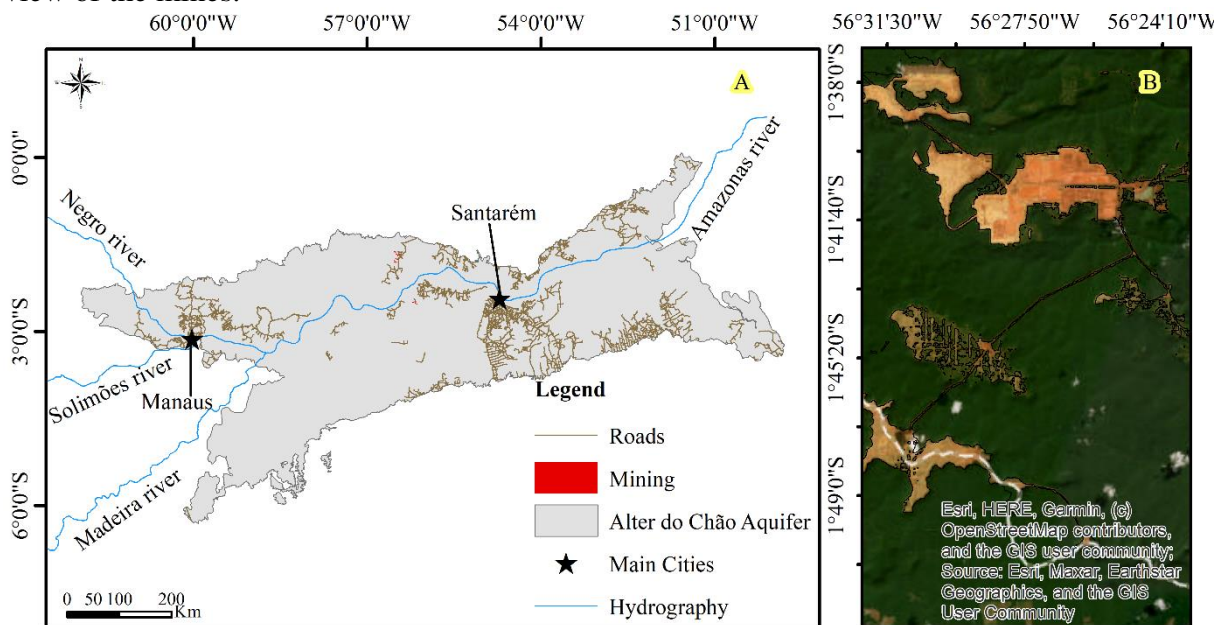 view of the mines.
60°0'0"W 57°0'0"W 54°0'0"W 51°0'0"W
56°31'30"W 56°27'50"W 56°24'10"W
N
A
B
0°0'0"
3°0'0"S
6°0'0"S
1°38'0"S
1°41'40"S
1°45'20"S
1°49'0"S
Negro river
Solimões river
Madeira river
Manaus
Santarém
Amazonas river
Legend
Roads
Mining
Alter do Chão Aquifer
Main Cities
Hydrography
0 50 100 200
Km
Esri, HERE, Garmin, (c)
OpenStreetMap contributors,
and the GIS user community;
Source: Esri, Maxar, Earthstar
Geographics, and the GIS
User Community